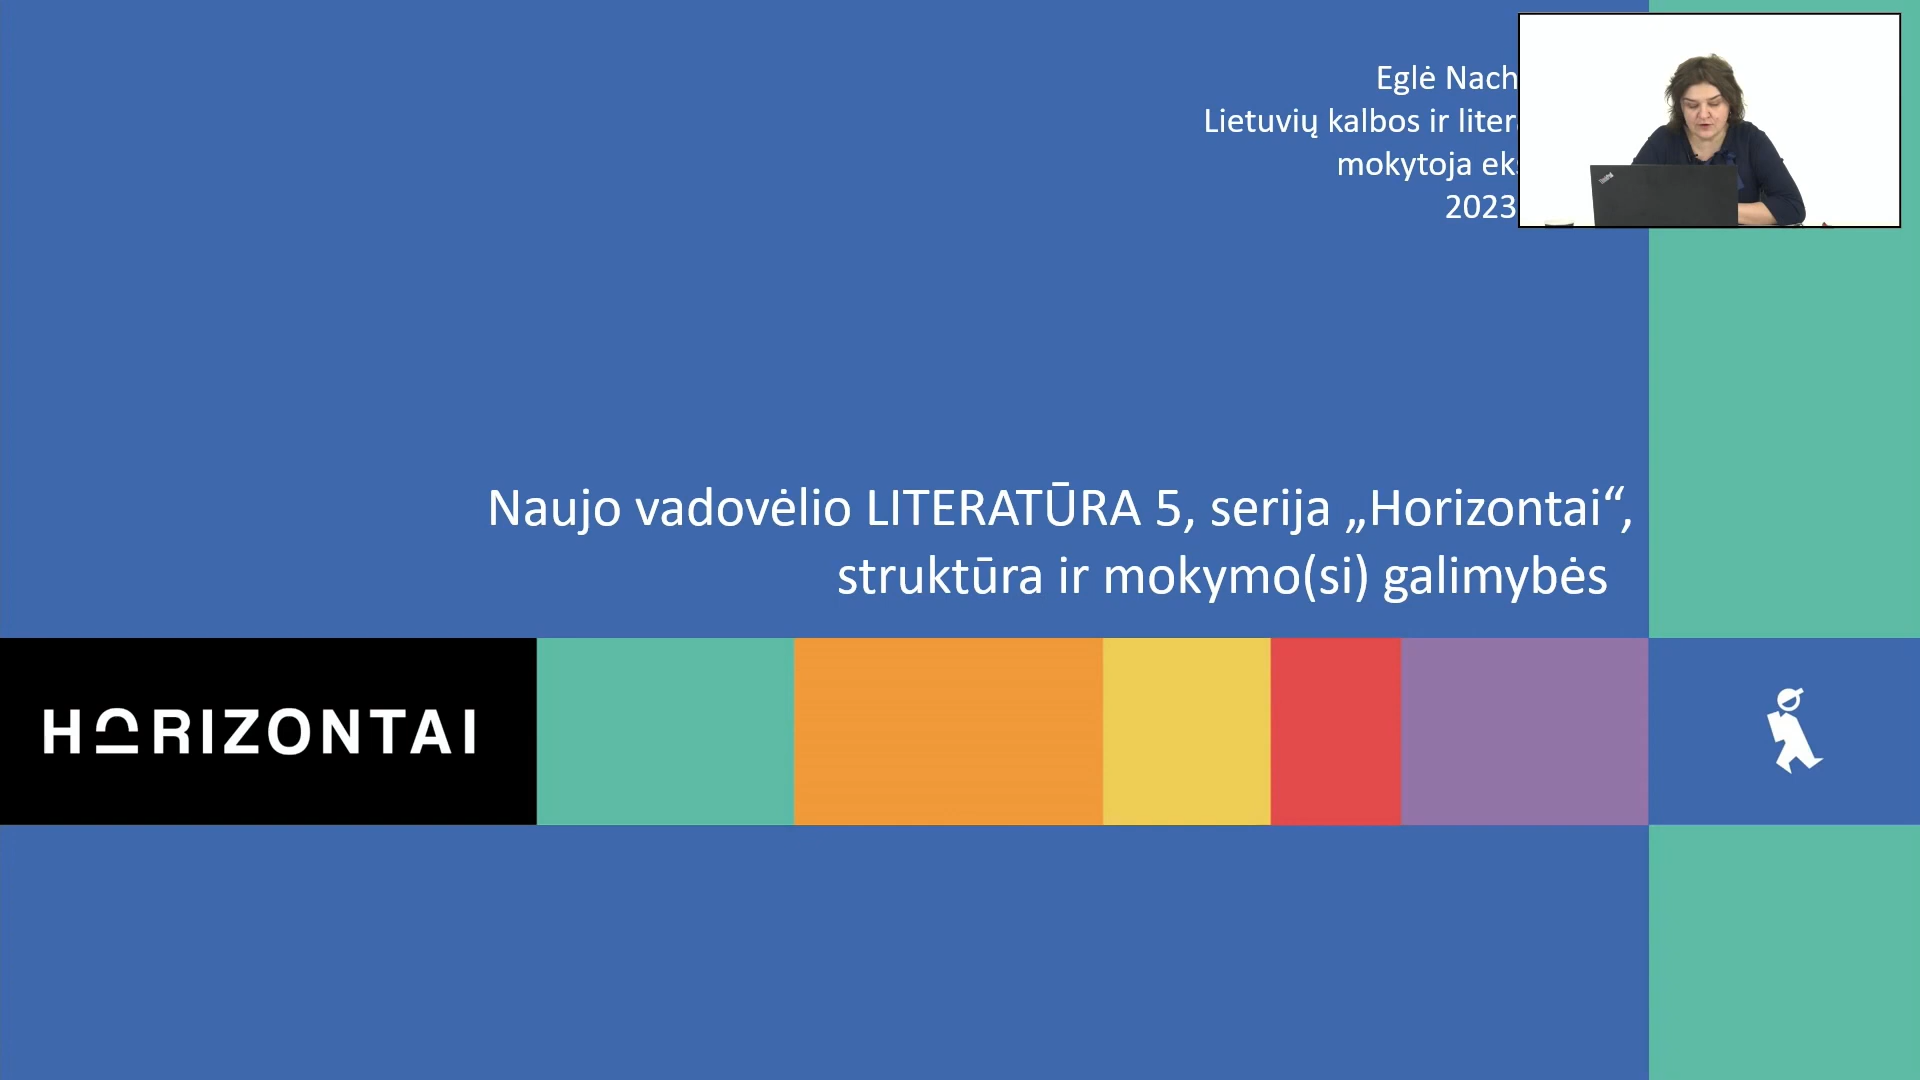 Eglė Nach
Lietuvių kalbos ir liter
mokytoja eks
2023
Naujo vadovėlio LITERATŪRA 5, serija „Horizontai“,
struktūra ir mokymo(si) galimybės
HORIZONTAI